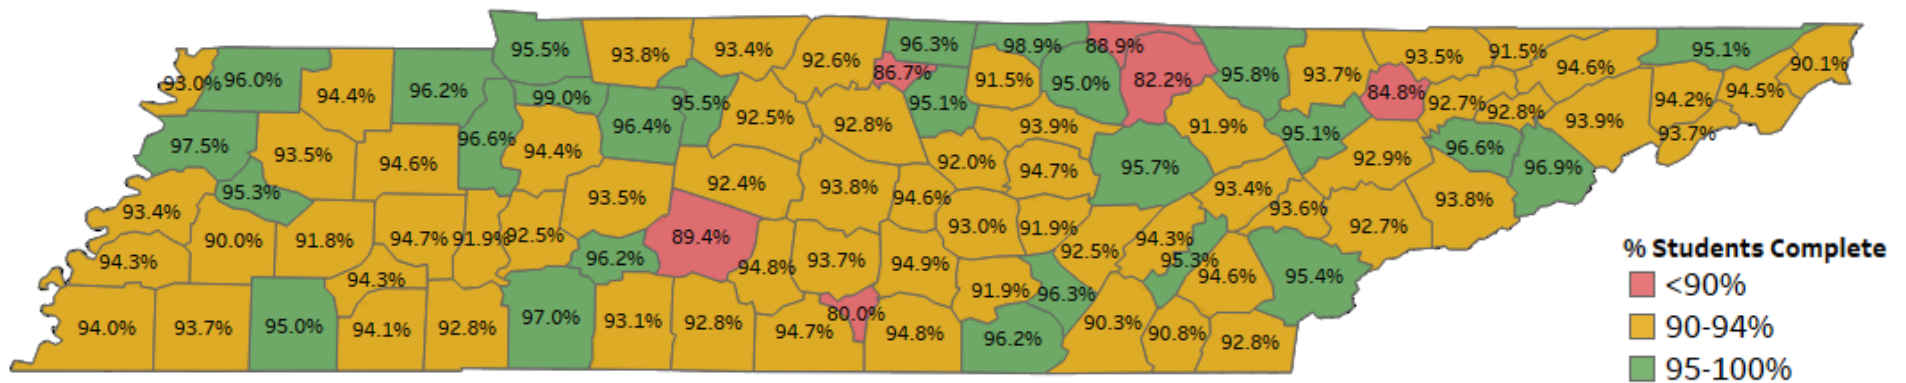 95.5% 93.8% 93.4% 92.6% 96.3% 98.9% 88.9% 93.5% 91.5% 95.1%
93.0% 96.0% 94.4% 96.2% 99.0% 95.5% 86.7% 91.5% 95.0% 82.2% 95.8% 93.7% 84.8% 94.6% 90.1%
97.5% 93.5% 94.6% 96.6% 94.4% 96.4% 92.5% 92.8% 95.1% 93.9% 91.9% 95.1% 92.7% 92.8% 93.9% 94.2% 94.5%
95.3% 93.5% 92.4% 93.8% 92.0% 94.7% 95.7% 93.4% 92.9% 96.6% 96.9% 93.7%
93.4% 90.0% 91.8% 94.7% 91.9% 92.5% 89.4% 94.6% 93.0% 91.9% 94.3% 93.6% 92.7% 93.8%
94.3% 94.3% 96.2% 94.8% 93.7% 94.9% 92.5% 95.3% 94.6% 95.4%
94.0% 93.7% 95.0% 94.1% 92.8% 97.0% 93.1% 92.8% 94.7% 80.0% 94.8% 91.9% 96.3% 96.2% 90.3% 90.8% 92.8%
% Students Complete
<90%
90-94%
95-100%